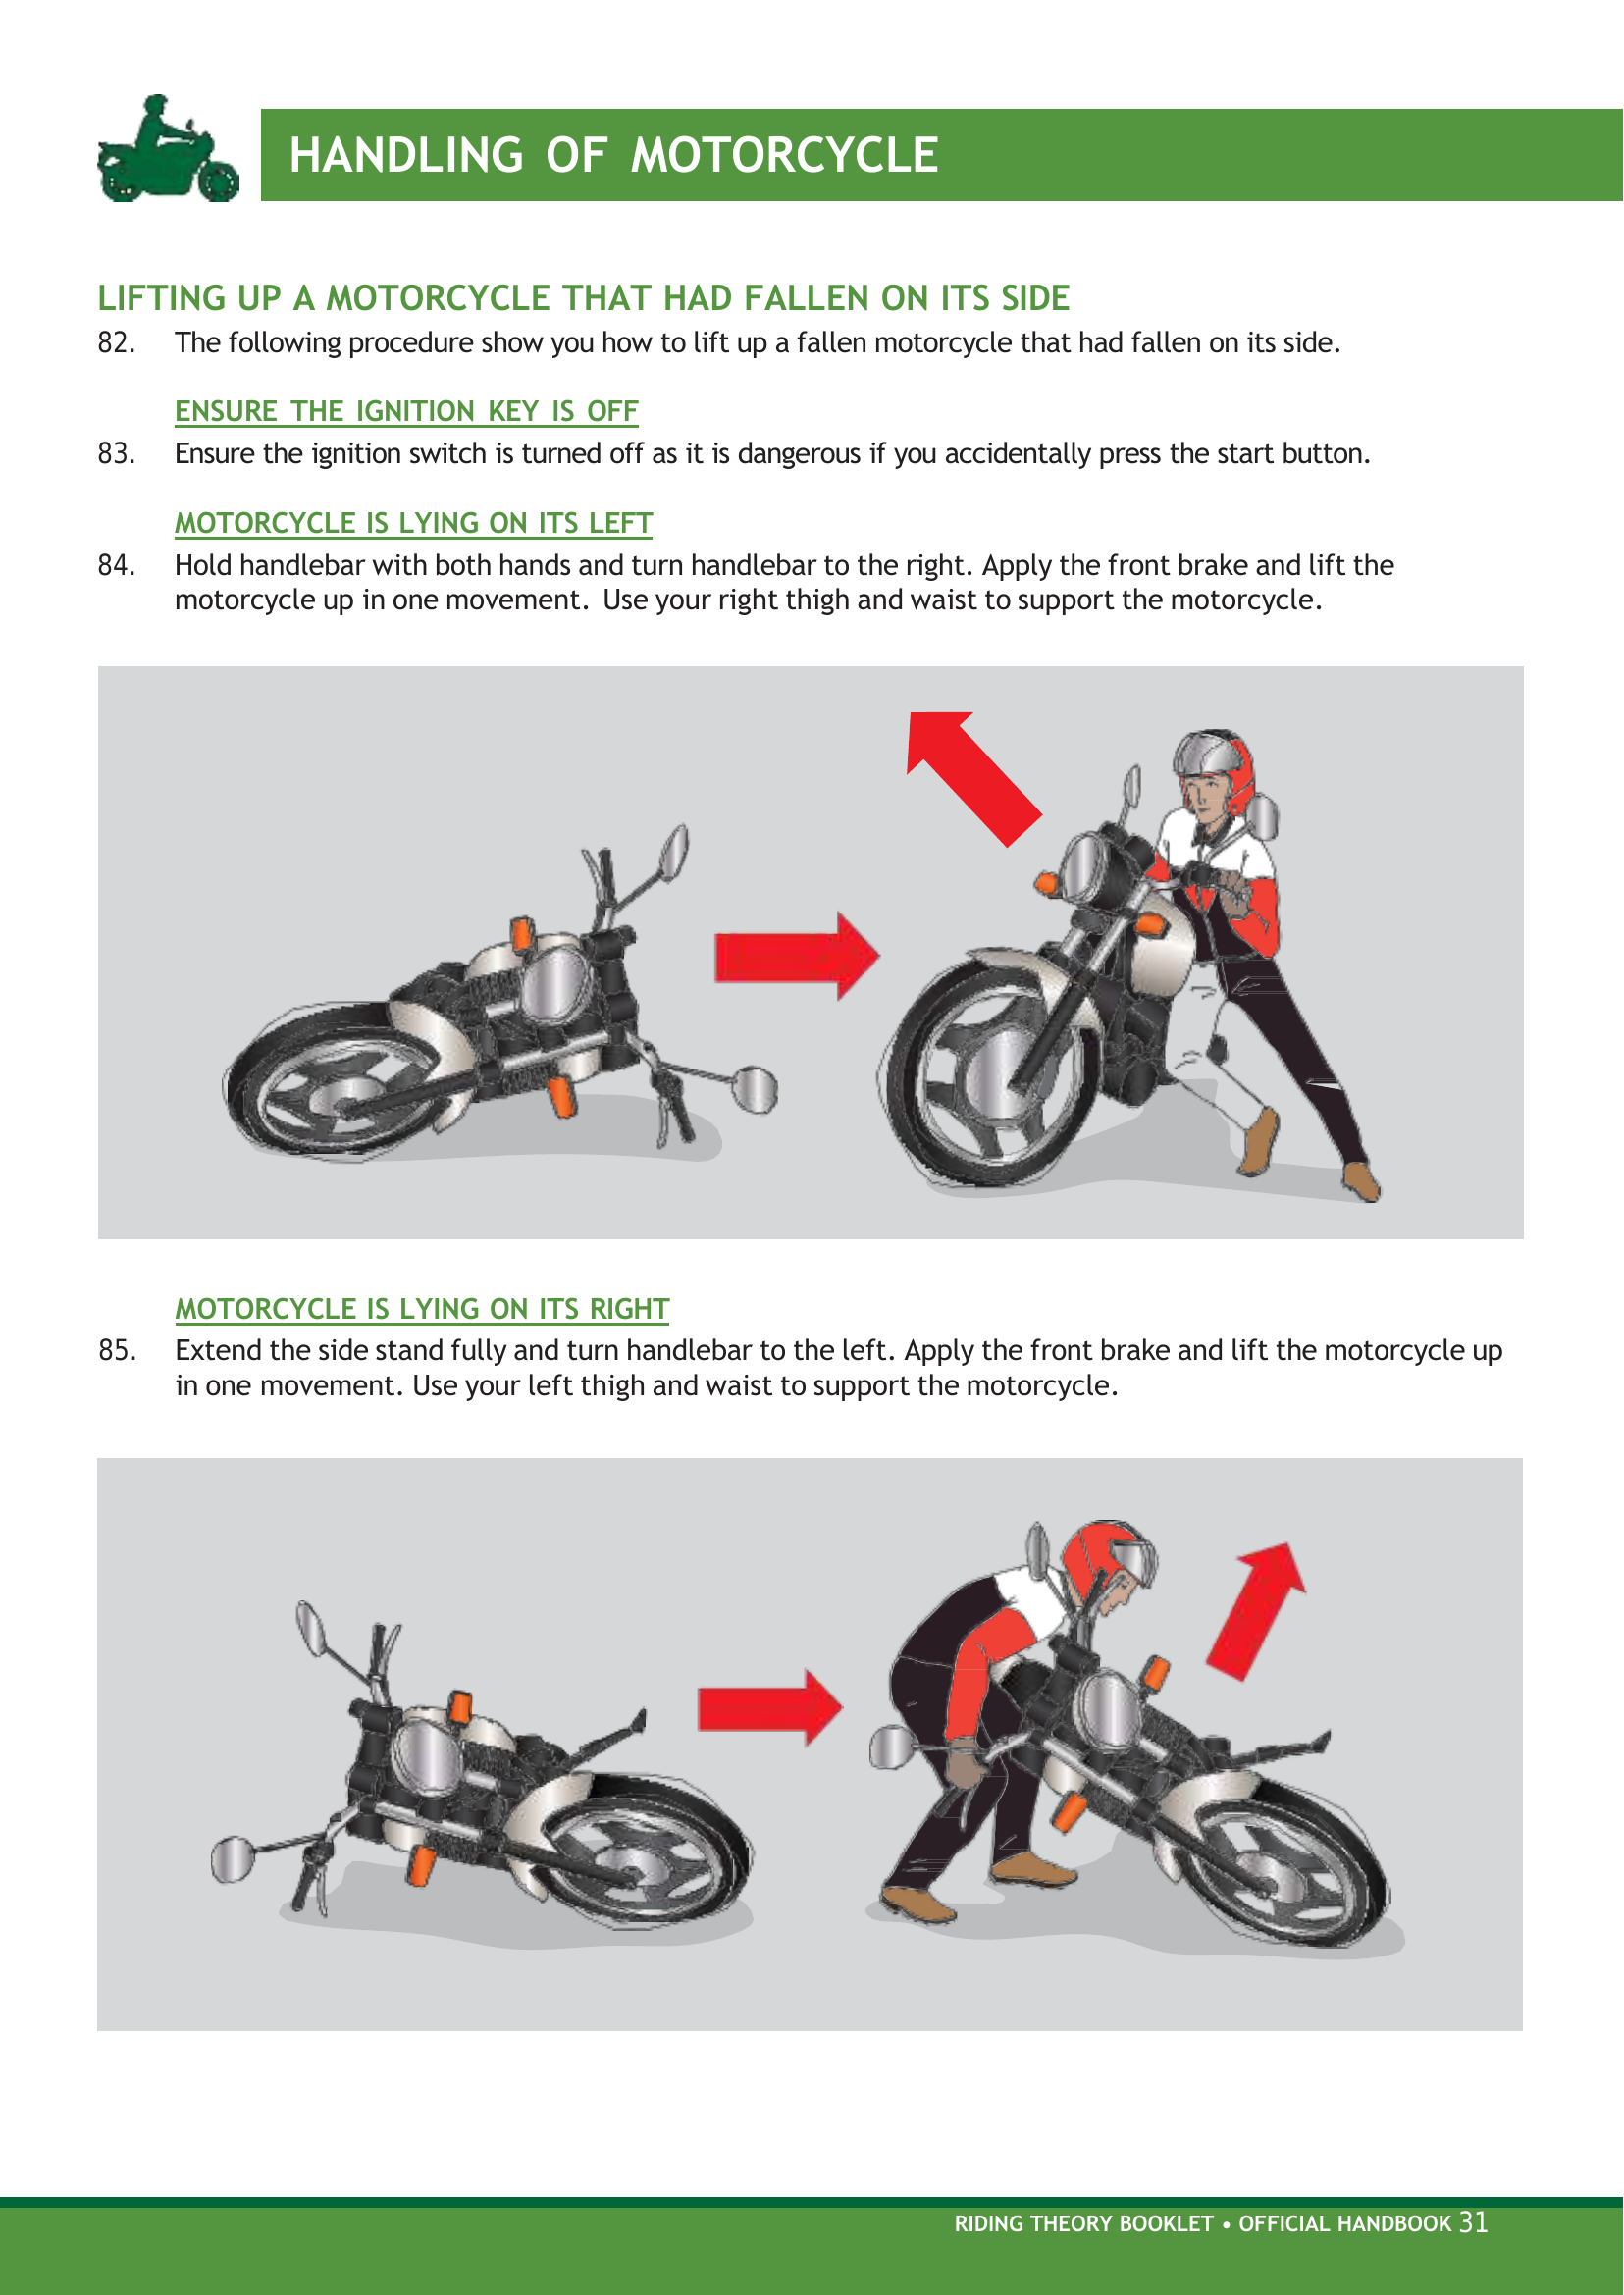 HANDLING OF MOTORCYCLE
LIFTING UP A MOTORCYCLE THAT HAD FALLEN ON ITS SIDE
82. The following procedure show you how to lift up a fallen motorcycle that had fallen on its side.
ENSURE THE IGNITION KEY IS OFF
83. Ensure the ignition switch is turned off as it is dangerous if you accidentally press the start button.
MOTORCYCLE IS LYING ON ITS LEFT
84. Hold handlebar with both hands and turn handlebar to the right. Apply the front brake and lift the
motorcycle up in one movement. Use your right thigh and waist to support the motorcycle.
MOTORCYCLE IS LYING ON ITS RIGHT
85. Extend the side stand fully and turn handlebar to the left. Apply the front brake and lift the motorcycle up
in one movement. Use your left thigh and waist to support the motorcycle.
RIDING THEORY BOOKLET • OFFICIAL HANDBOOK 31